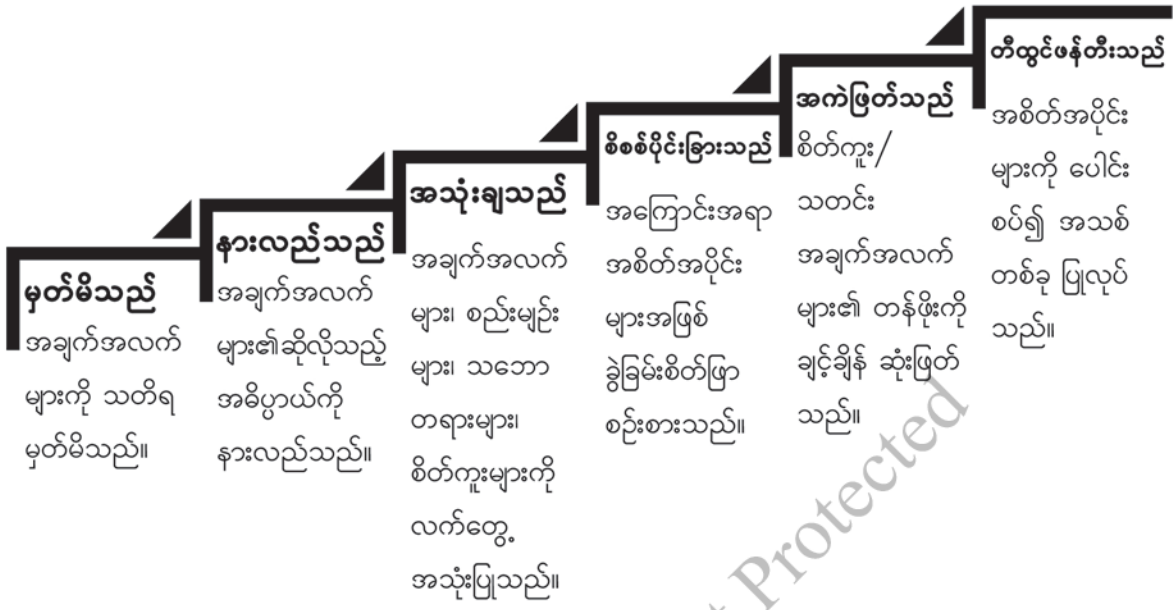 မှတ်မိသည်
အချက်အလက်
များကို သတိရ
မှတ်မိသည်။
နားလည်သည်
အချက်အလက်
များ၏ဆိုလိုသည့်
အဓိပ္ပာယ်ကို
နားလည်သည်။
အသုံးချသည်
အချက်အလက်
များ၊ စည်းမျဉ်း
များ၊ သဘော
တရားများ၊
စိတ်ကူးများကို
လက်တွေ့
အသုံးပြုသည်။
စိစစ်ပိုင်းခြားသည်
အကြောင်းအရာ
အစိတ်အပိုင်း
များအဖြစ်
ခွဲခြမ်းစိတ်ဖြာ
စဉ်းစားသည်။
အကဲဖြတ်သည်
စိတ်ကူး/
သတင်း
အချက်အလက်
များ၏ တန်ဖိုးကို
ချင့်ချိန် ဆုံးဖြတ်
သည်။
တီထွင်ဖန်တီးသည်
အစိတ်အပိုင်း
များကို ပေါင်း
စပ်၍ အသစ်
တစ်ခု ပြုလုပ်
သည်။
Protected